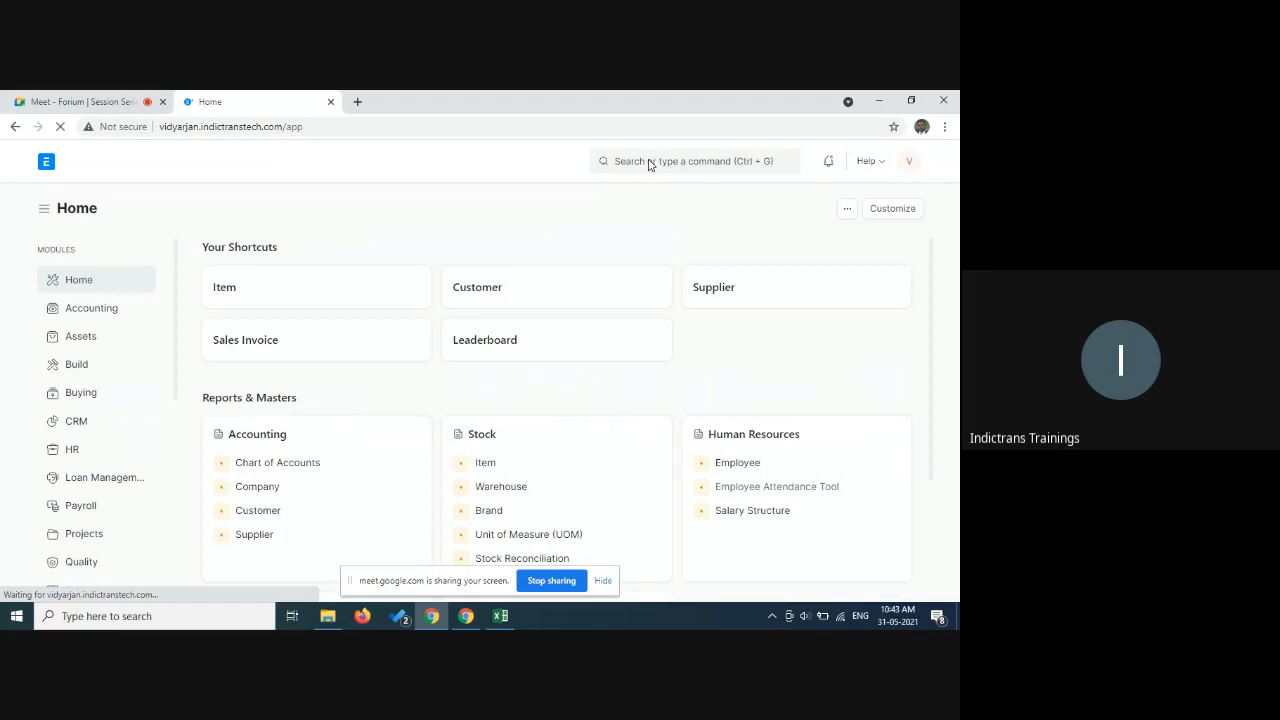 Meet - Forium | Session Seri
Home
Not secure
vidyarjan.indictranstech.com/app
E
Search or type a command (Ctrl + G)
Help
V
Home
...
Customize
MODULES
Home
Accounting
Assets
Build
Buying
CRM
HR
Loan Managem...
Payroll
Projects
Quality
Your Shortcuts
Item
Customer
Supplier
Sales Invoice
Leaderboard
Reports & Masters
Accounting
Chart of Accounts
Company
Customer
Supplier
Stock
Item
Warehouse
Brand
Unit of Measure (UOM)
Stock Reconciliation
Human Resources
Employee
Employee Attendance Tool
Salary Structure
meet.google.com is sharing your screen.
Stop sharing
Hide
Waiting for vidyarjan.indictranstech.com...
Type here to search
2
ENG
10:43 AM
31-05-2021
8
I
Indictrans Trainings